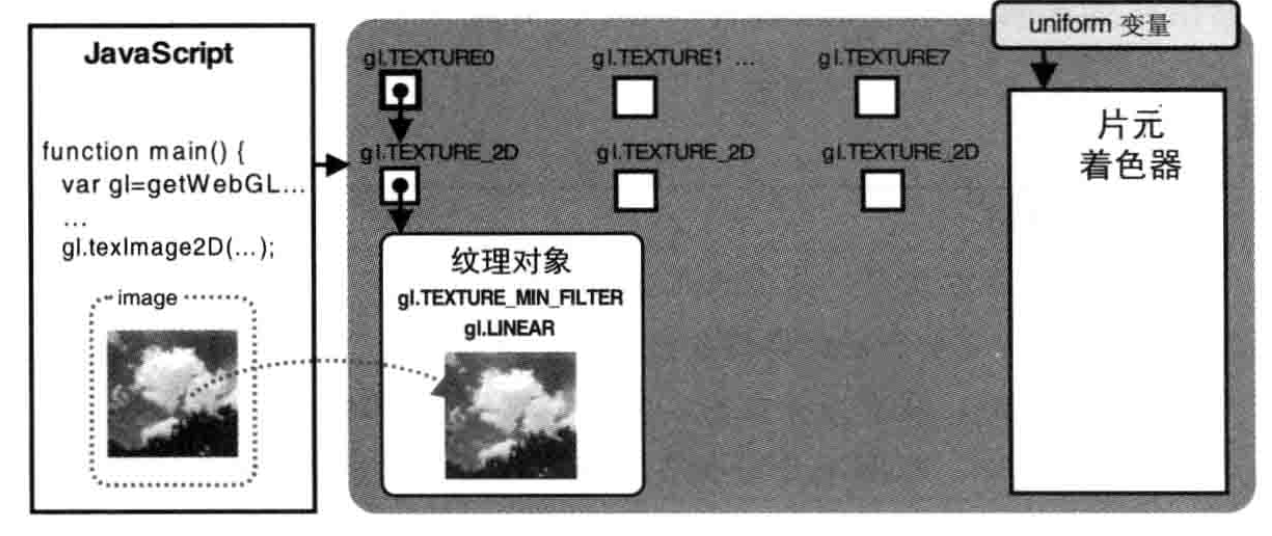 JavaScript
function main() {
var gl=getWebGL...
...
gl.texImage2D(...);
image
gl.TEXTURE0
gl.TEXTURE1 ...
gl.TEXTURE7
gl.TEXTURE_2D
gl.TEXTURE_2D
gl.TEXTURE_2D
纹理对象
gl.TEXTURE_MIN_FILTER
gl.LINEAR
uniform 变量
片元
着色器